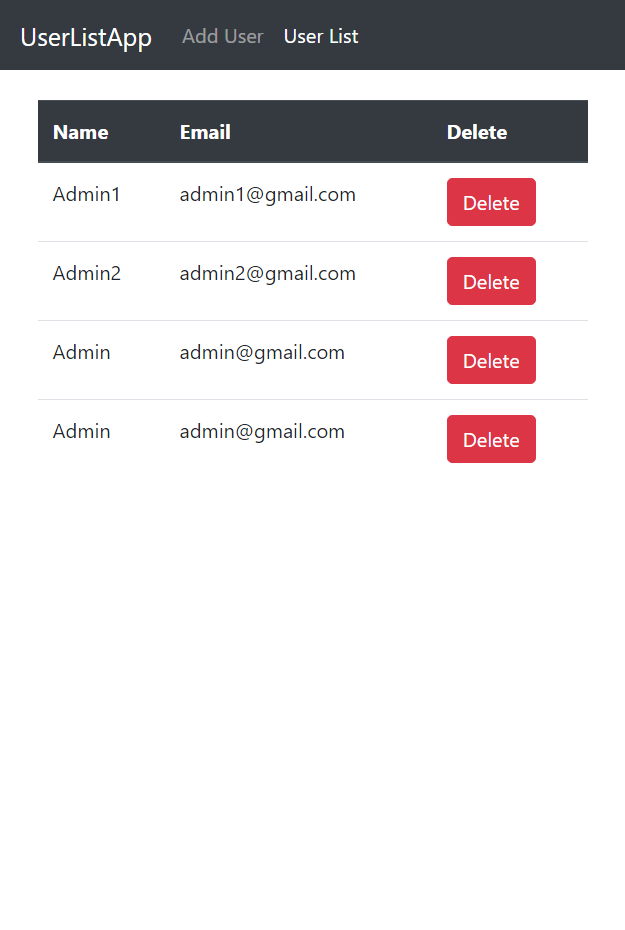 UserListApp Add User User List
Name Email Delete
Admin1 admin1@gmail.com Delete
Admin2 admin2@gmail.com Delete
Admin admin@gmail.com Delete
Admin admin@gmail.com Delete